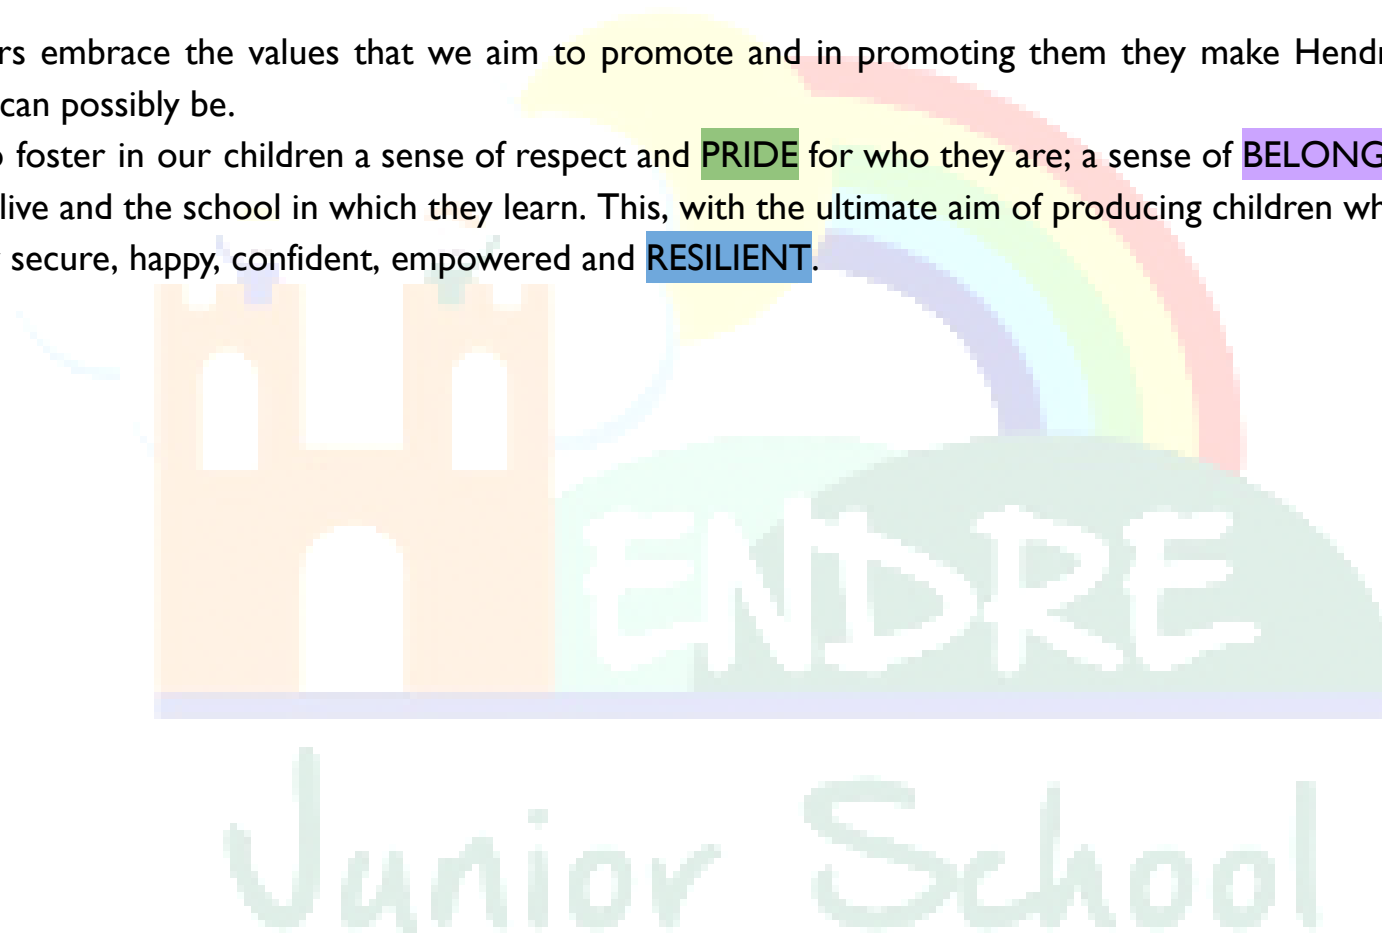 rs embrace the values that we aim to promote and in promoting them they make Hendr
can possibly be.
o foster in our children a sense of respect and PRIDE for who they are; a sense of BELONG
live and the school in which they learn. This, with the ultimate aim of producing children wh
secure, happy, confident, empowered and RESILIENT.
ENDRE
Junior School